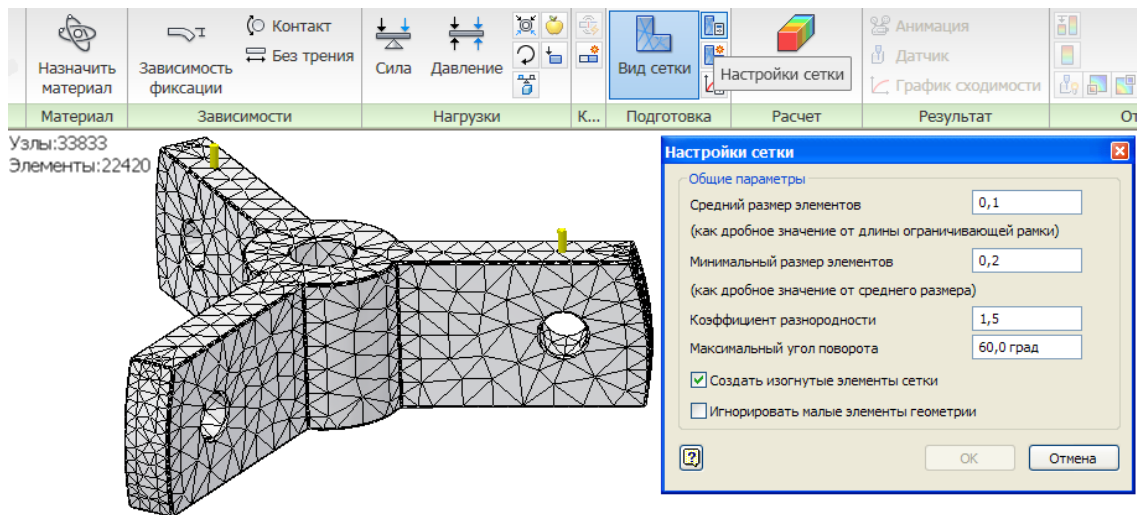 Назначить материал
Зависимость фиксации
Контакт
Без трения
Сила
Давление
Вид сетки
Настройки сетки
Анимация
Датчик
График сходимости
Материал
Зависимости
Нагрузки
К...
Подготовка
Расчет
Результат
От
Узлы:33833
Элементы:22420
Настройки сетки
Общие параметры
Средний размер элементов
0,1
(как дробное значение от длины ограничивающей рамки)
Минимальный размер элементов
0,2
(как дробное значение от среднего размера)
Коэффициент разнородности
1,5
Максимальный угол поворота
60,0 град
Создать изогнутые элементы сетки
Игнорировать малые элементы геометрии
ОК
Отмена